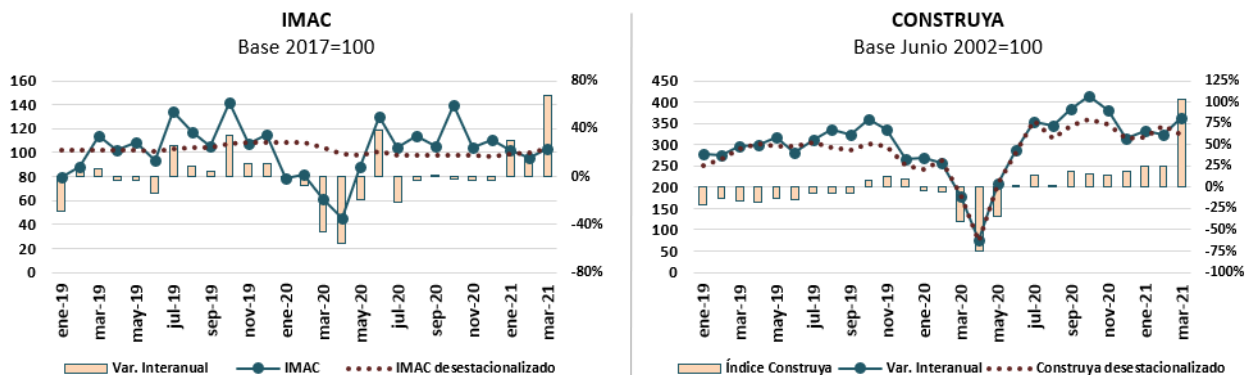 IMAC
Base 2017=100
160
140
120
100
80
60
40
20
0
80%
40%
0%
-40%
-80%
ene-19
mar-19
may-19
jul-19
sep-19
nov-19
ene-20
mar-20
may-20
jul-20
sep-20
nov-20
ene-21
mar-21
Var. Interanual
IMAC
IMAC desestacionalizado
CONSTRUYA
Base Junio 2002=100
450
400
350
300
250
200
150
100
50
0
125%
100%
75%
50%
25%
0%
-25%
-50%
-75%
-100%
ene-19
mar-19
may-19
jul-19
sep-19
nov-19
ene-20
mar-20
may-20
jul-20
sep-20
nov-20
ene-21
mar-21
Índice Construya
Var. Interanual
Construya desestacionalizado